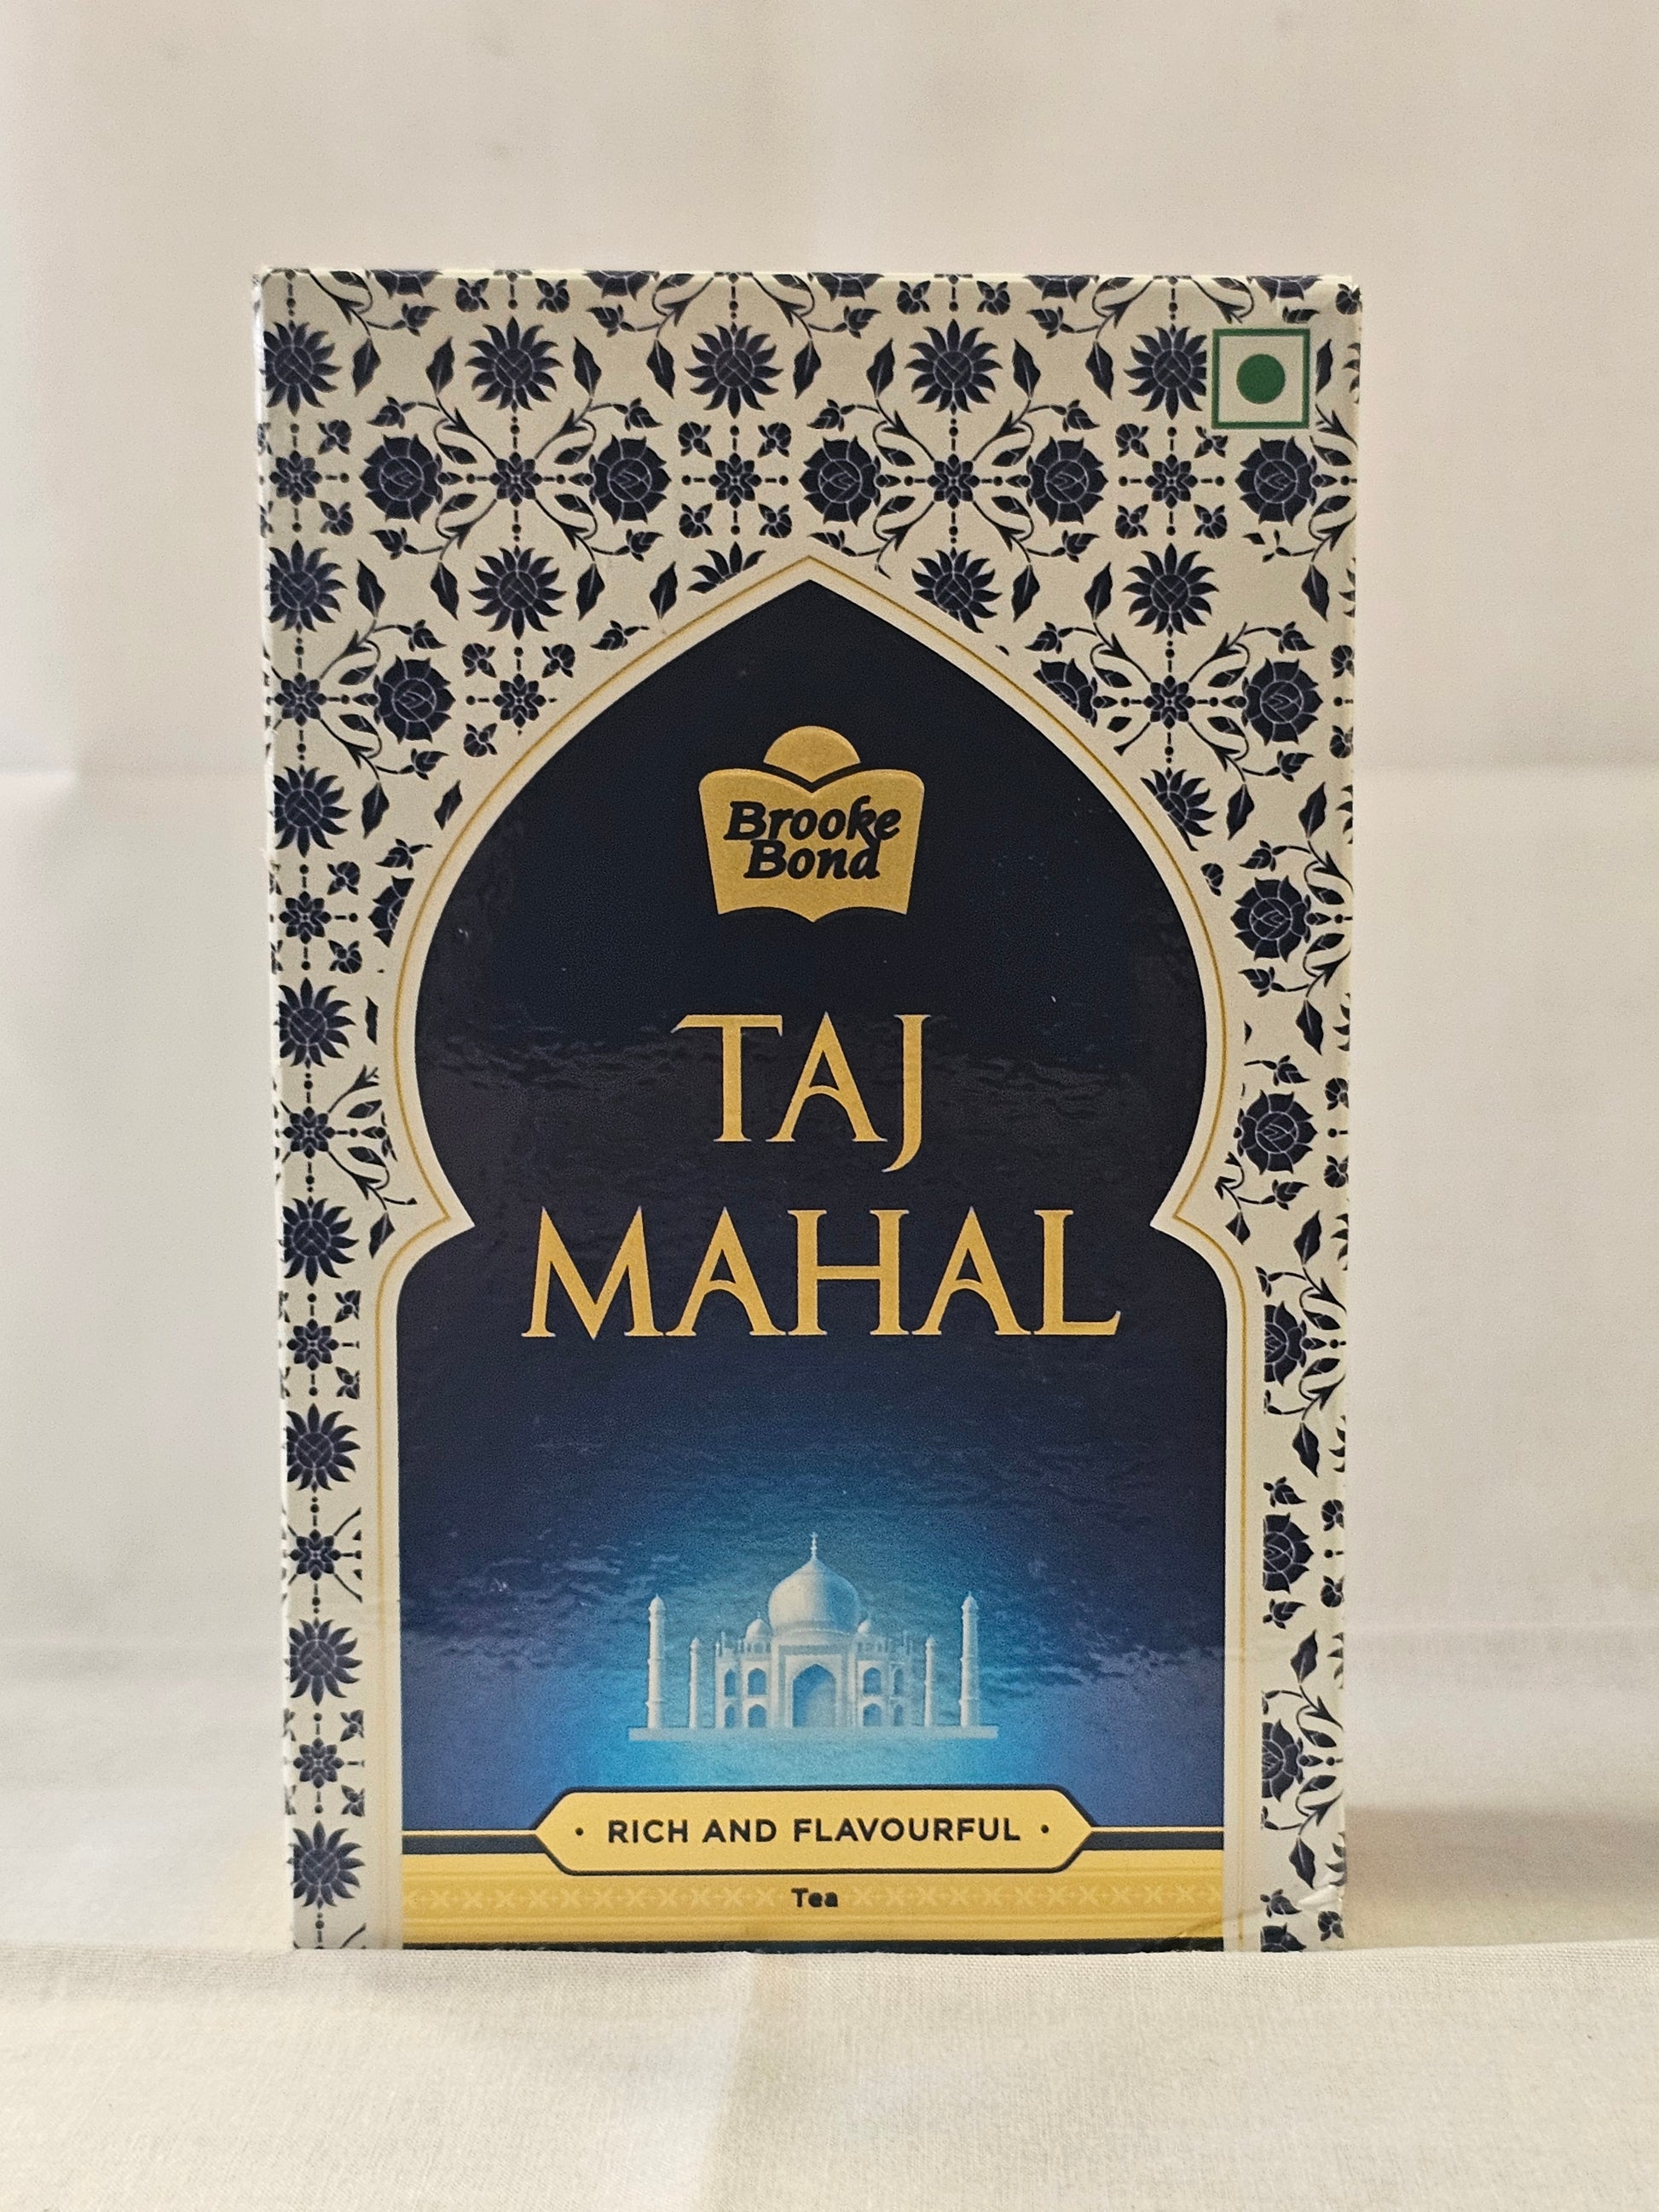 Brooke
Bond
TAJ
MAHAL
• RICH AND FLAVOURFUL •
Tea